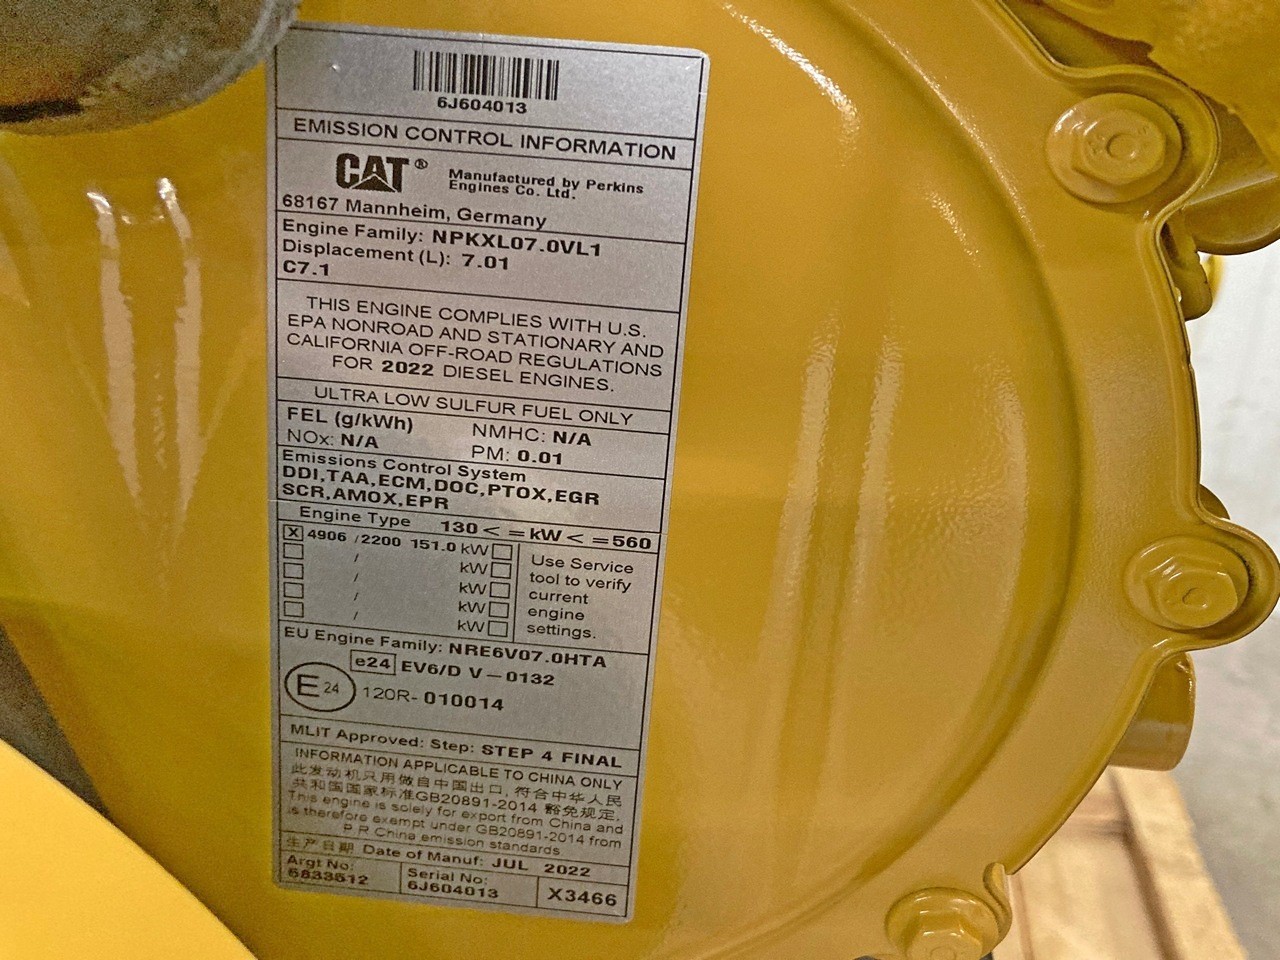 6J604013
EMISSION CONTROL INFORMATION
CAT® Manufactured by Perkins
Engines Co. Ltd.
68167 Mannheim, Germany
Engine Family: NPKXL07.0VL1
Displacement (L): 7.01
C7.1
THIS ENGINE COMPLIES WITH U.S.
EPA NONROAD AND STATIONARY AND
CALIFORNIA OFF-ROAD REGULATIONS
FOR 2022 DIESEL ENGINES.
ULTRA LOW SULFUR FUEL ONLY
FEL (g/kWh) NMHC: N/A
NOx: N/A PM: 0.01
Emissions Control System
DDI,TAA,ECM,DOC,PTOX,EGR
SCR,AMOX,EPR
Engine Type 130 < = kW < = 560
X 4906 / 2200 151.0 kW Use Service
/ kW tool to verify
/ kW current
/ kW engine
/ kW settings.
EU Engine Family: NRE6V07.0HTA
e24 EV6/D V-0132
E24 120R-010014
MLIT Approved: Step: STEP 4 FINAL
INFORMATION APPLICABLE TO CHINA ONLY
此发动机只用做自中国出口, 符合中华人民
共和国国家标准GB20891-2014 豁免规定.
This engine is solely for export from China and
is therefore exempt under GB20891-2014 from
P R China emission standards
生产日期 Date of Manuf: JUL 2022
Argt No: Serial No:
5833512 6J604013 X3466